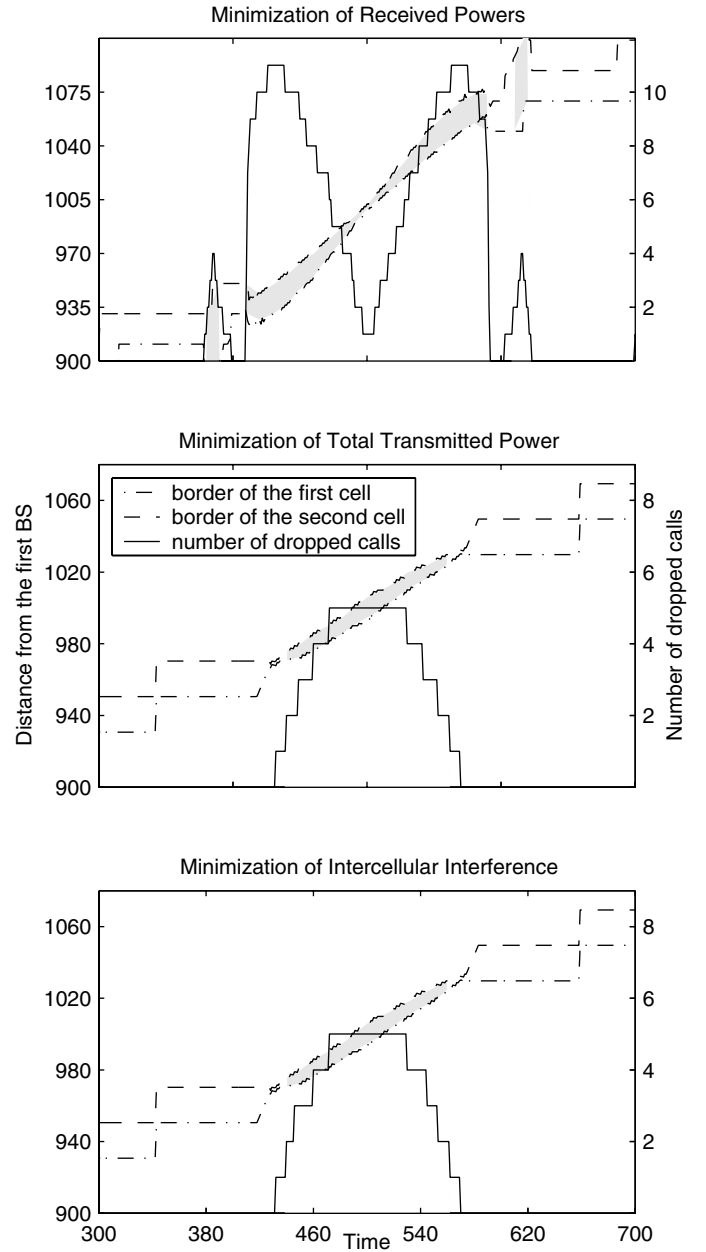 Minimization of Received Powers
1075
1040
1005
970
935
900
10
8
6
4
2
Minimization of Total Transmitted Power
border of the first cell
border of the second cell
number of dropped calls
Distance from the first BS
1060
1020
980
940
900
8
6
4
2
Number of dropped calls
Minimization of Intercellular Interference
1060
1020
980
940
900
8
6
4
2
300 380 460 540 620 700
Time